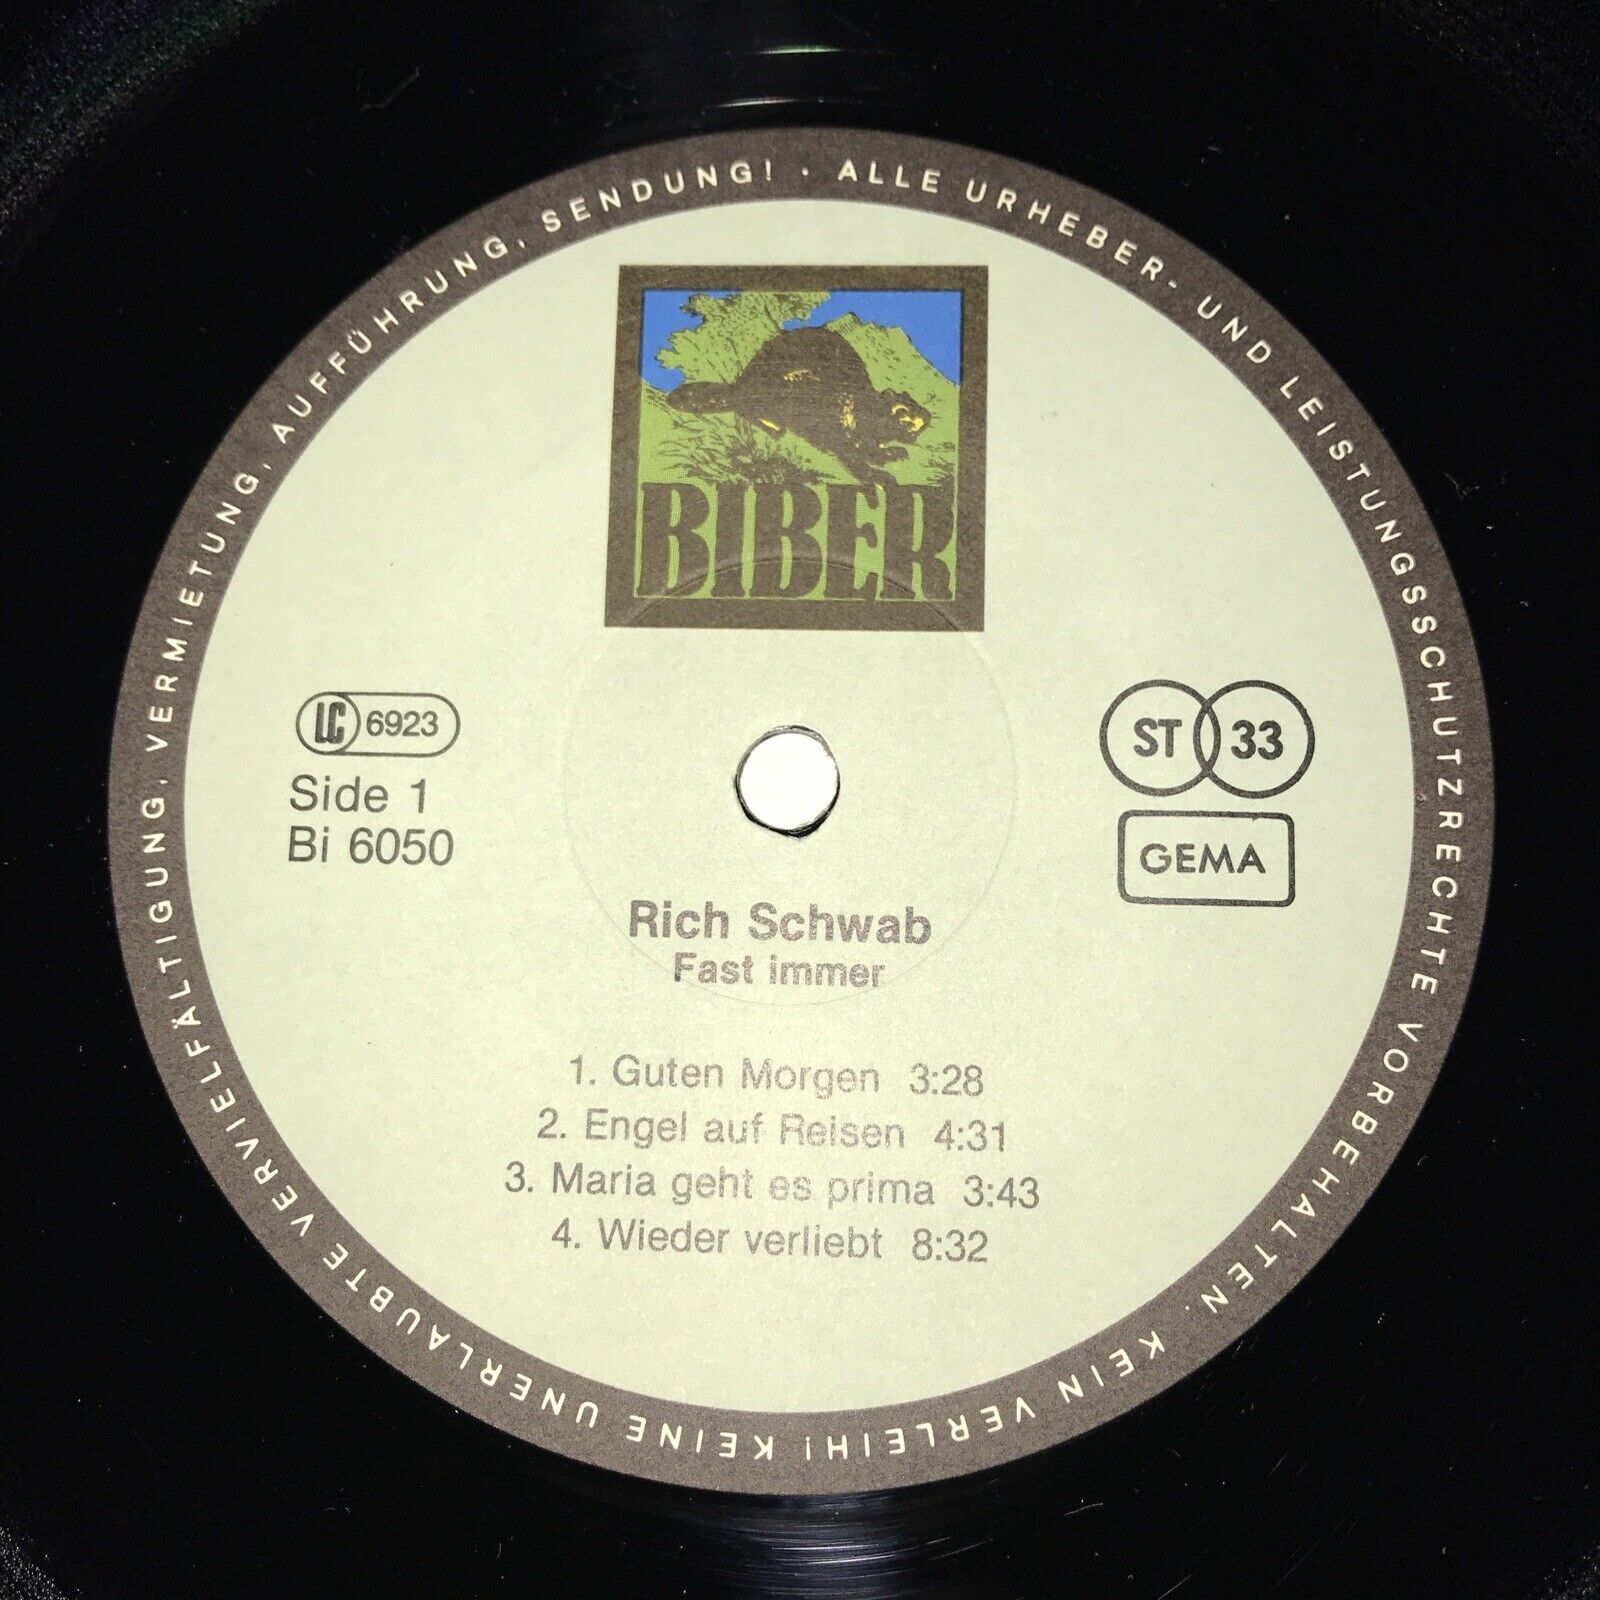 ALLE URHEBER- UND LEISTUNGSSCHUTZRECHTE VORBEHALTEN. KEIN VERLEIH! KEINE UNERLAUBTE VERVIELFÄLTIGUNG, VERMIETUNG, AUFFÜHRUNG, SENDUNG! ·
BIBER
LC 6923
Side 1
Bi 6050
ST 33
GEMA
Rich Schwab
Fast immer
1. Guten Morgen 3:28
2. Engel auf Reisen 4:31
3. Maria geht es prima 3:43
4. Wieder verliebt 8:32